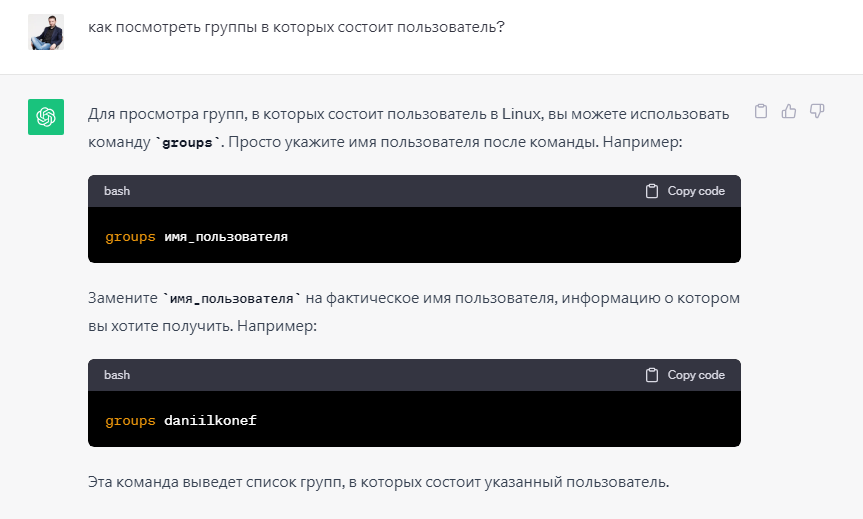 как посмотреть группы в которых состоит пользователь?
Для просмотра групп, в которых состоит пользователь в Linux, вы можете использовать
команду `groups`. Просто укажите имя пользователя после команды. Например:
bash Copy code
groups имя_пользователя
Замените `имя_пользователя` на фактическое имя пользователя, информацию о котором
вы хотите получить. Например:
bash Copy code
groups daniilkonef
Эта команда выведет список групп, в которых состоит указанный пользователь.